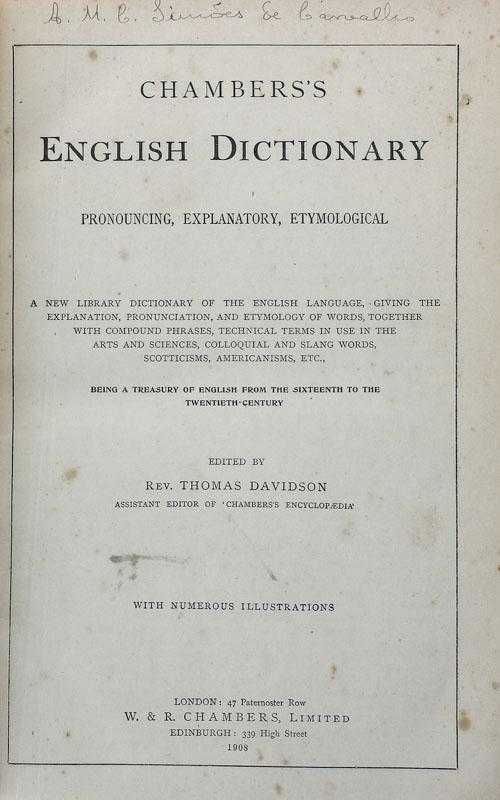 A. M. C. Simões de Carvalho
CHAMBERS'S
ENGLISH DICTIONARY
PRONOUNCING, EXPLANATORY, ETYMOLOGICAL
A NEW LIBRARY DICTIONARY OF THE ENGLISH LANGUAGE, GIVING THE
EXPLANATION, PRONUNCIATION, AND ETYMOLOGY OF WORDS, TOGETHER
WITH COMPOUND PHRASES, TECHNICAL TERMS IN USE IN THE
ARTS AND SCIENCES, COLLOQUIAL AND SLANG WORDS,
SCOTTICISMS, AMERICANISMS, ETC.,
BEING A TREASURY OF ENGLISH FROM THE SIXTEENTH TO THE
TWENTIETH CENTURY
EDITED BY
REV. THOMAS DAVIDSON
ASSISTANT EDITOR OF 'CHAMBERS'S ENCYCLOPÆDIA'
WITH NUMEROUS ILLUSTRATIONS
LONDON: 47 Paternoster Row
W. & R. CHAMBERS, LIMITED
EDINBURGH: 339 High Street
1908